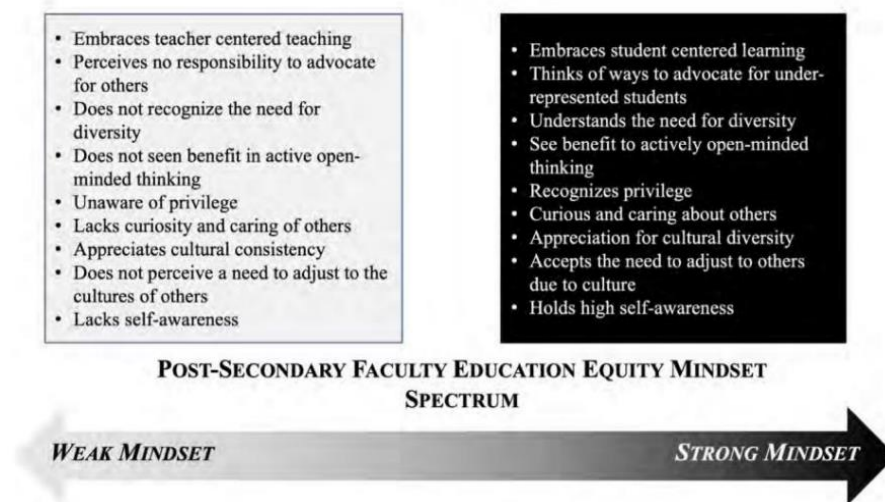 • Embraces teacher centered teaching
• Perceives no responsibility to advocate
for others
• Does not recognize the need for
diversity
• Does not seen benefit in active open-
minded thinking
• Unaware of privilege
• Lacks curiosity and caring of others
• Appreciates cultural consistency
• Does not perceive a need to adjust to the
cultures of others
• Lacks self-awareness
• Embraces student centered learning
• Thinks of ways to advocate for under-
represented students
• Understands the need for diversity
• See benefit to actively open-minded
thinking
• Recognizes privilege
• Curious and caring about others
• Appreciation for cultural diversity
• Accepts the need to adjust to others
due to culture
• Holds high self-awareness
POST-SECONDARY FACULTY EDUCATION EQUITY MINDSET
SPECTRUM
WEAK MINDSET
STRONG MINDSET